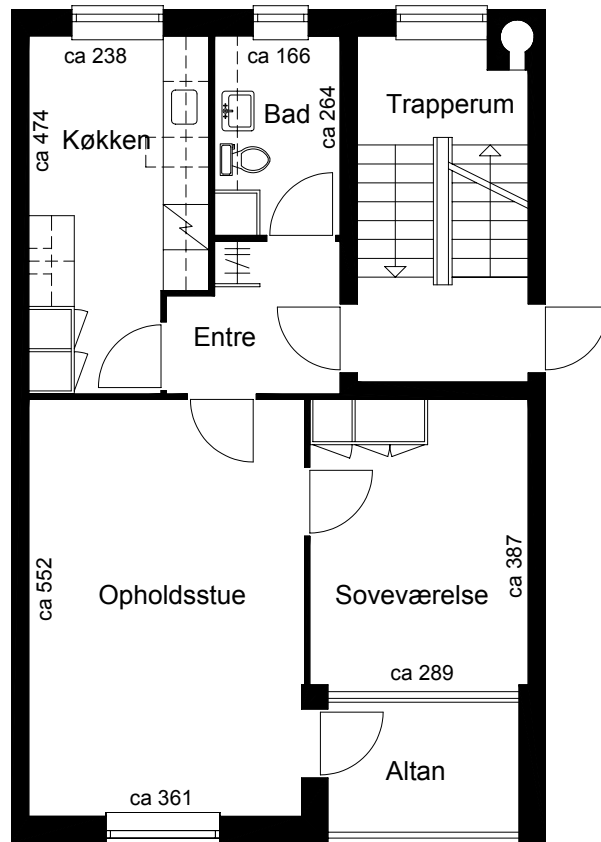 ca 238
ca 166
ca 474
Køkken
Bad
ca 264
Trapperum
Entre
ca 552
Opholdsstue
Soveværelse
ca 387
ca 289
Altan
ca 361